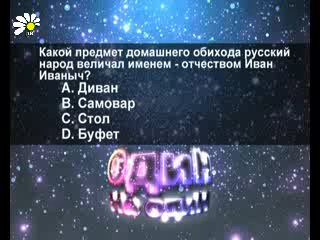 Какой предмет домашнего обихода русский
народ величал именем - отчеством Иван
Иваныч?
A. Диван
B. Самовар
C. Стол
D. Буфет
ОДИН
НА ОДИН